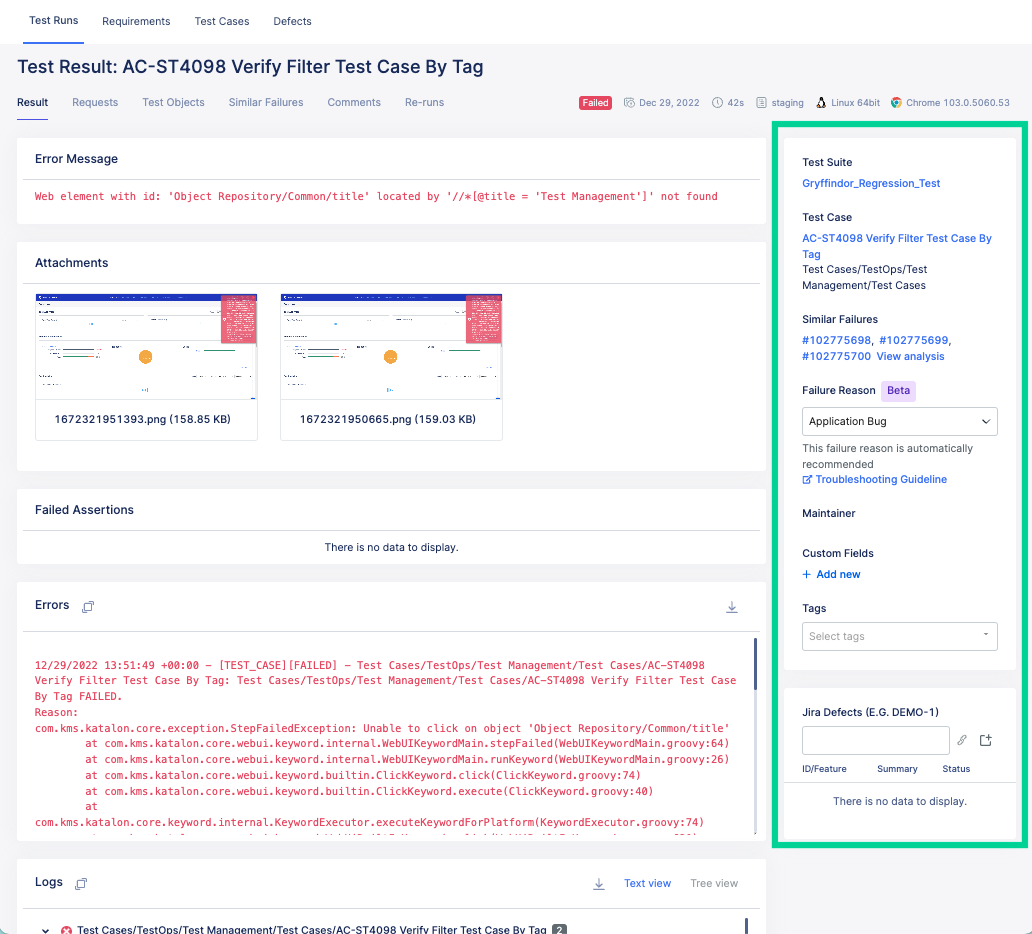 Test Runs Requirements Test Cases Defects
Test Result: AC-ST4098 Verify Filter Test Case By Tag
Result Requests Test Objects Similar Failures Comments Re-runs
Failed Dec 29, 2022 42s staging Linux 64bit Chrome 103.0.5060.53
Error Message
Web element with id: 'Object Repository/Common/title' located by '//*[@title = 'Test Management']' not found
Attachments
1672321951393.png (158.85 KB)
1672321950665.png (159.03 KB)
Failed Assertions
There is no data to display.
Errors
12/29/2022 13:51:49 +00:00 – [TEST_CASE][FAILED] – Test Cases/TestOps/Test Management/Test Cases/AC-ST4098
Verify Filter Test Case By Tag: Test Cases/TestOps/Test Management/Test Cases/AC-ST4098 Verify Filter Test Case
By Tag FAILED.
Reason:
com.kms.katalon.core.exception.StepFailedException: Unable to click on object 'Object Repository/Common/title'
at com.kms.katalon.core.webui.keyword.internal.WebUIKeywordMain.stepFailed(WebUIKeywordMain.groovy:64)
at com.kms.katalon.core.webui.keyword.internal.WebUIKeywordMain.runKeyword(WebUIKeywordMain.groovy:26)
at com.kms.katalon.core.webui.keyword.builtin.ClickKeyword.click(ClickKeyword.groovy:74)
at com.kms.katalon.core.webui.keyword.builtin.ClickKeyword.execute(ClickKeyword.groovy:40)
at
com.kms.katalon.core.keyword.internal.KeywordExecutor.executeKeywordForPlatform(KeywordExecutor.groovy:74)
Logs
Text view Tree view
Test Cases/TestOps/Test Management/Test Cases/AC-ST4098 Verify Filter Test Case By Tag 2
Test Suite
Gryffindor_Regression_Test
Test Case
AC-ST4098 Verify Filter Test Case By
Tag
Test Cases/TestOps/Test
Management/Test Cases
Similar Failures
#102775698, #102775699,
#102775700 View analysis
Failure Reason Beta
Application Bug
This failure reason is automatically
recommended
Troubleshooting Guideline
Maintainer
Custom Fields
+ Add new
Tags
Select tags
Jira Defects (E.G. DEMO-1)
ID/Feature Summary Status
There is no data to display.